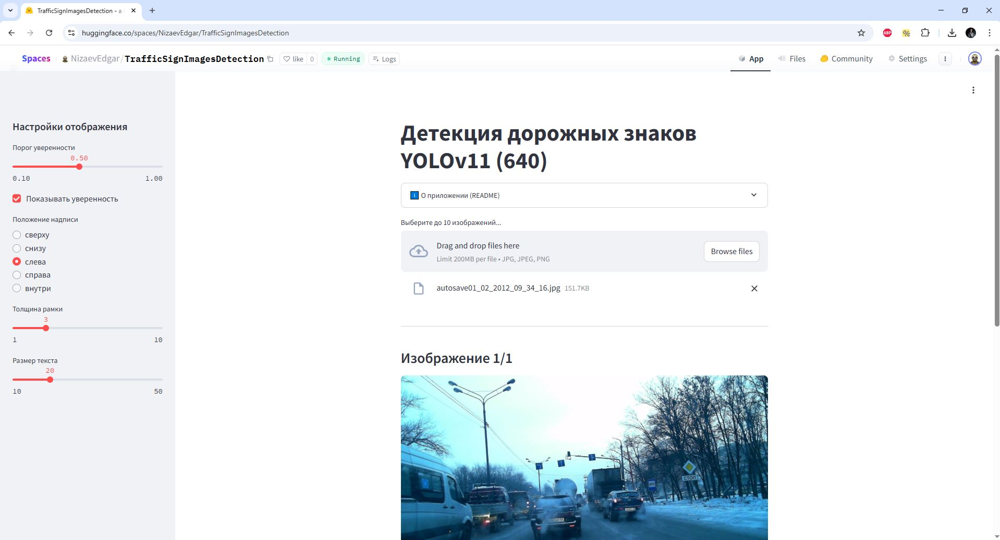 TrafficSignImagesDetection - a
huggingface.co/spaces/NizaevEdgar/TrafficSignImagesDetection
ABP
Spaces NizaevEdgar/TrafficSignImagesDetection like 0 Running Logs App Files Community Settings
Настройки отображения
Порог уверенности
0.50
0.10 1.00
Показывать уверенность
Положение надписи
сверху
снизу
слева
справа
внутри
Толщина рамки
3
1 10
Размер текста
20
10 50
Детекция дорожных знаков
YOLOv11 (640)
О приложении (README)
Выберите до 10 изображений...
Drag and drop files here
Limit 200MB per file • JPG, JPEG, PNG
Browse files
autosave01_02_2012_09_34_16.jpg 151.7KB
Изображение 1/1
СТОП